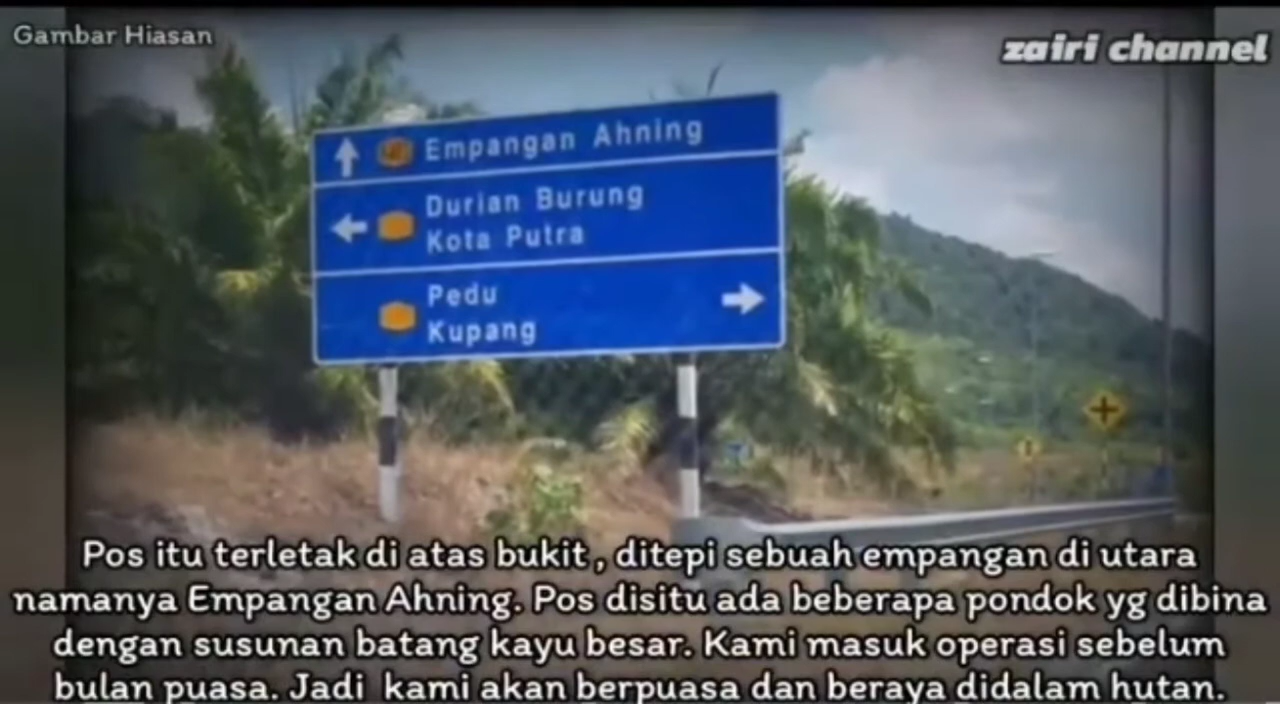 Gambar Hiasan
zairi channel
Empangan Ahning
Durian Burung
Kota Putra
Pedu
Kupang
Pos itu terletak di atas bukit, ditepi sebuah empangan di utara
namanya Empangan Ahning. Pos disitu ada beberapa pondok yg dibina
dengan susunan batang kayu besar. Kami masuk operasi sebelum
bulan puasa. Jadi kami akan berpuasa dan beraya didalam hutan.